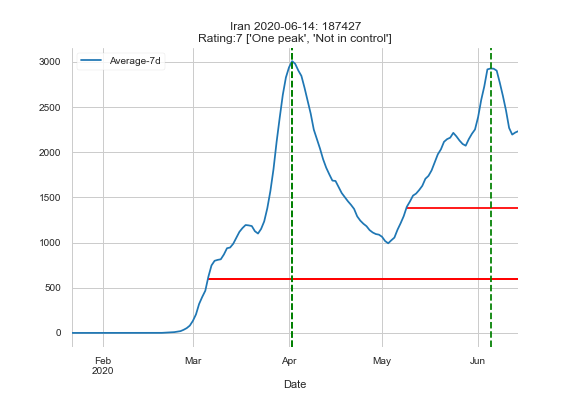 Iran 2020-06-14: 187427
Rating:7 ['One peak', 'Not in control']
Average-7d
3000
2500
2000
1500
1000
500
0
Feb
2020
Mar
Apr
May
Jun
Date